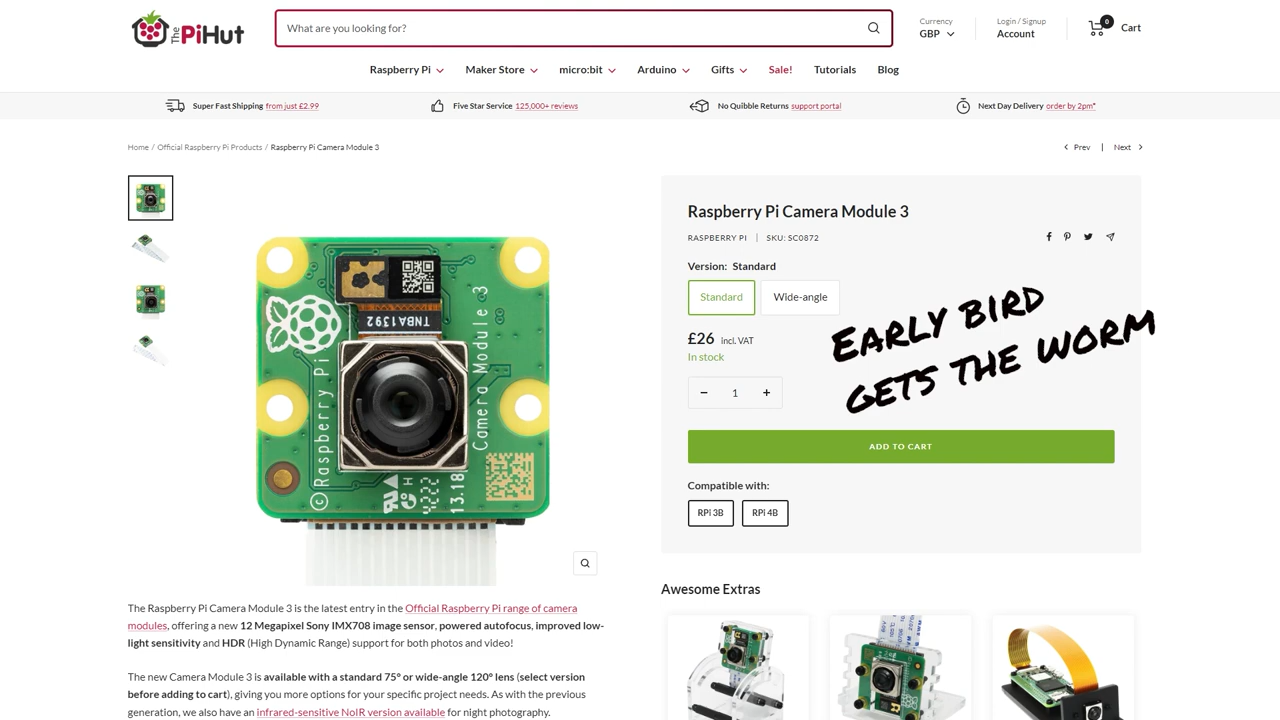 The PiHut
What are you looking for?
Currency
GBP
Login / Signup
Account
0
Cart
Raspberry Pi
Maker Store
micro:bit
Arduino
Gifts
Sale!
Tutorials
Blog
Super Fast Shipping from just £2.99
Five Star Service 125,000+ reviews
No Quibble Returns support portal
Next Day Delivery order by 2pm*
Home / Official Raspberry Pi Products / Raspberry Pi Camera Module 3
Prev | Next
Raspberry Pi Camera Module 3
RASPBERRY PI | SKU: SC0872
Version: Standard
Standard
Wide-angle
£26 incl. VAT
In stock
− 1 +
EARLY BIRD
GETS THE WORM
ADD TO CART
Compatible with:
RPi 3B
RPi 4B
TNBA1392
© Raspberry Pi
Camera Module 3
13.18
Awesome Extras
The Raspberry Pi Camera Module 3 is the latest entry in the Official Raspberry Pi range of camera
modules, offering a new 12 Megapixel Sony IMX708 image sensor, powered autofocus, improved low-
light sensitivity and HDR (High Dynamic Range) support for both photos and video!
The new Camera Module 3 is available with a standard 75° or wide-angle 120° lens (select version
before adding to cart), giving you more options for your specific project needs. As with the previous
generation, we also have an infrared-sensitive NoIR version available for night photography.